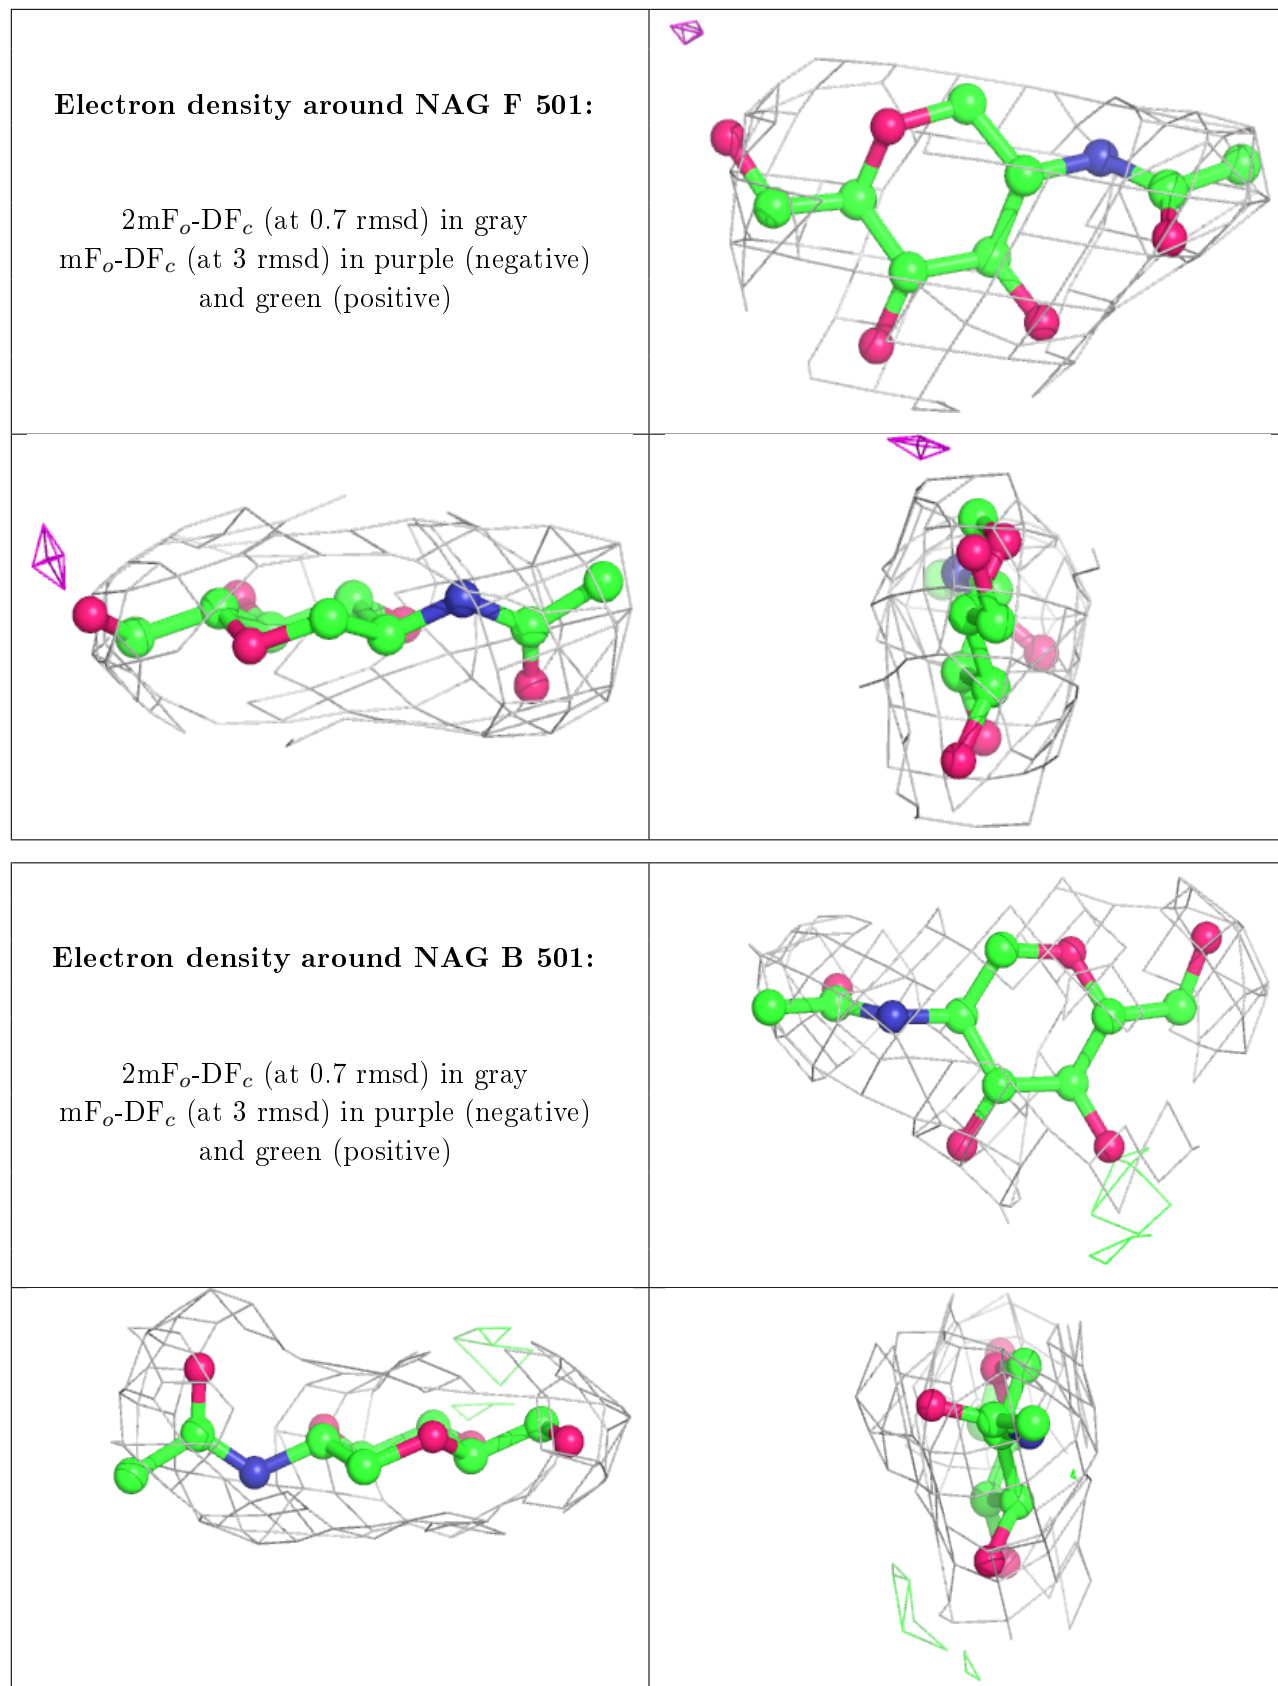 Electron density around NAG F 501:
2mFo-DFc (at 0.7 rmsd) in gray
mFo-DFc (at 3 rmsd) in purple (negative)
and green (positive)
Electron density around NAG B 501:
2mFo-DFc (at 0.7 rmsd) in gray
mFo-DFc (at 3 rmsd) in purple (negative)
and green (positive)